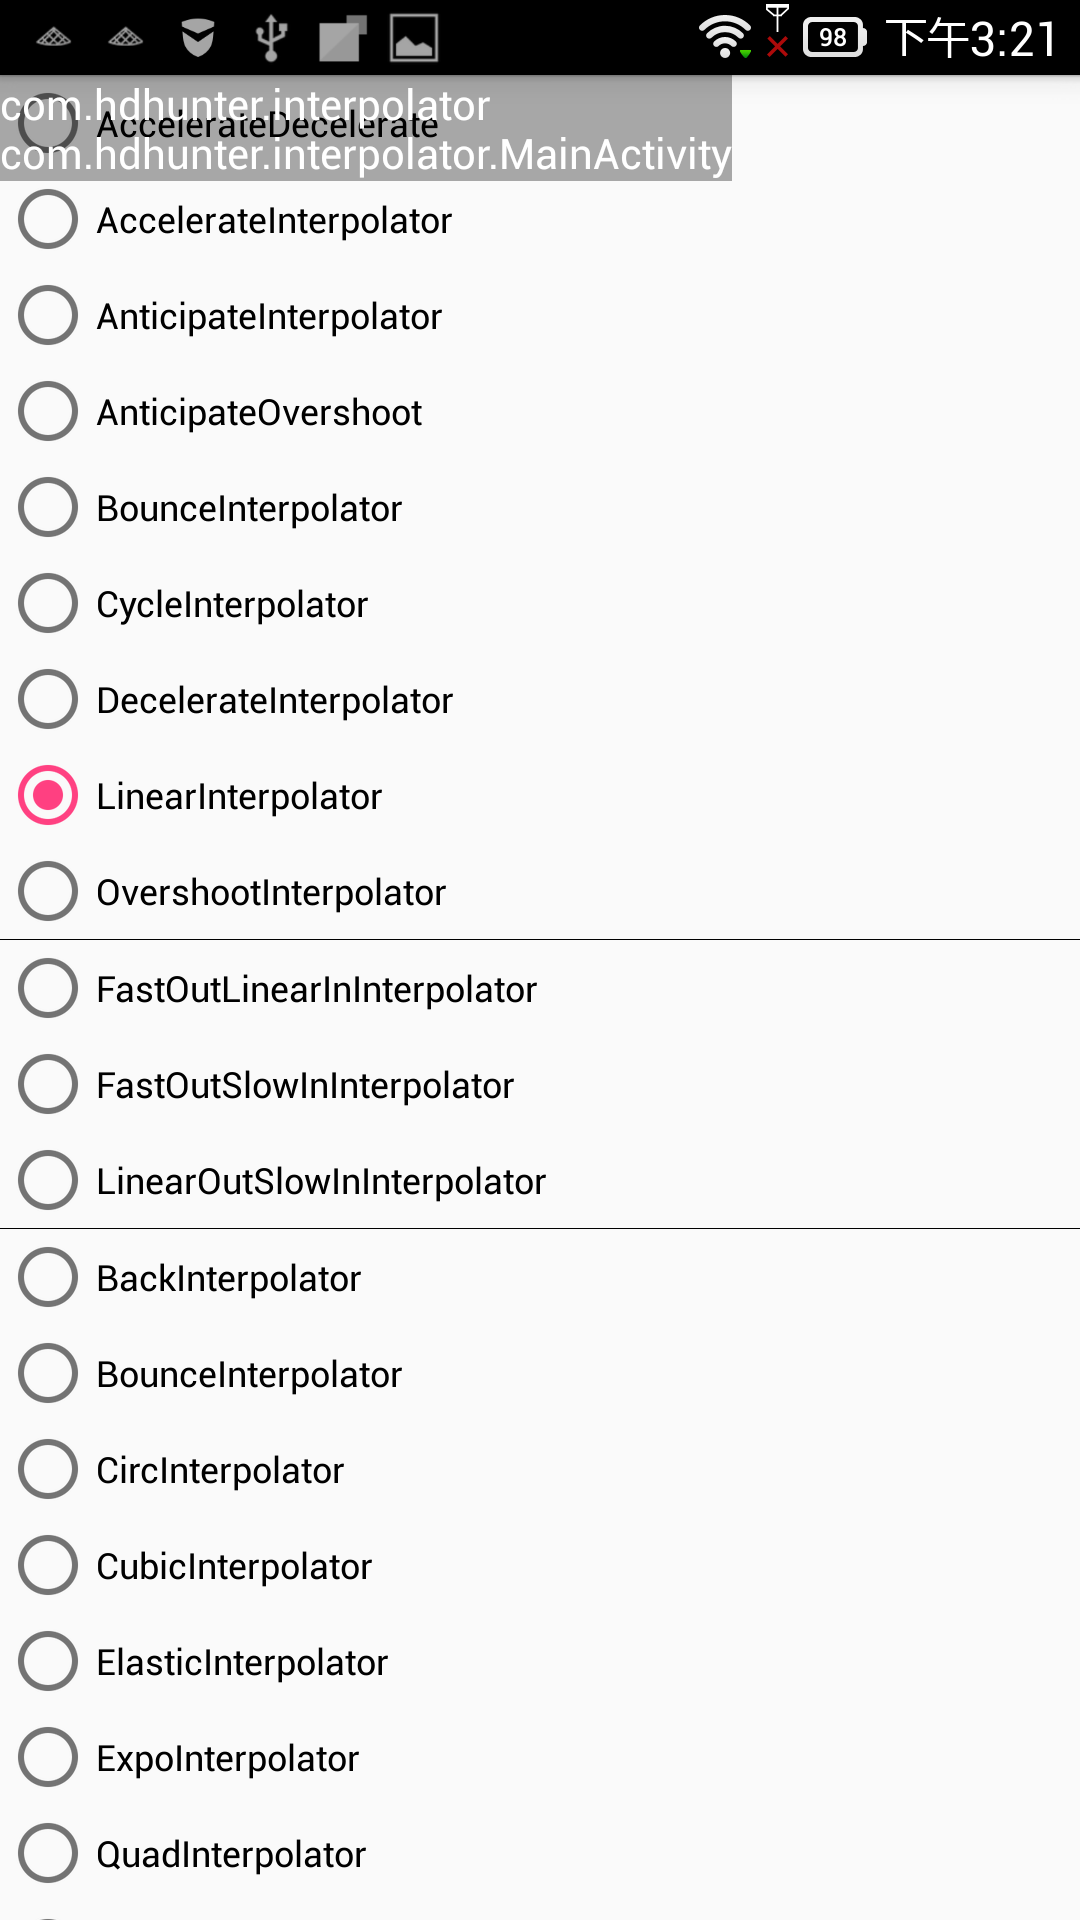 98 下午3:21
com.hdhunter.interpolator
AccelerateDecelerate
com.hdhunter.interpolator.MainActivity
AccelerateInterpolator
AnticipateInterpolator
AnticipateOvershoot
BounceInterpolator
CycleInterpolator
DecelerateInterpolator
LinearInterpolator
OvershootInterpolator
FastOutLinearInInterpolator
FastOutSlowInInterpolator
LinearOutSlowInInterpolator
BackInterpolator
BounceInterpolator
CircInterpolator
CubicInterpolator
ElasticInterpolator
ExpoInterpolator
QuadInterpolator